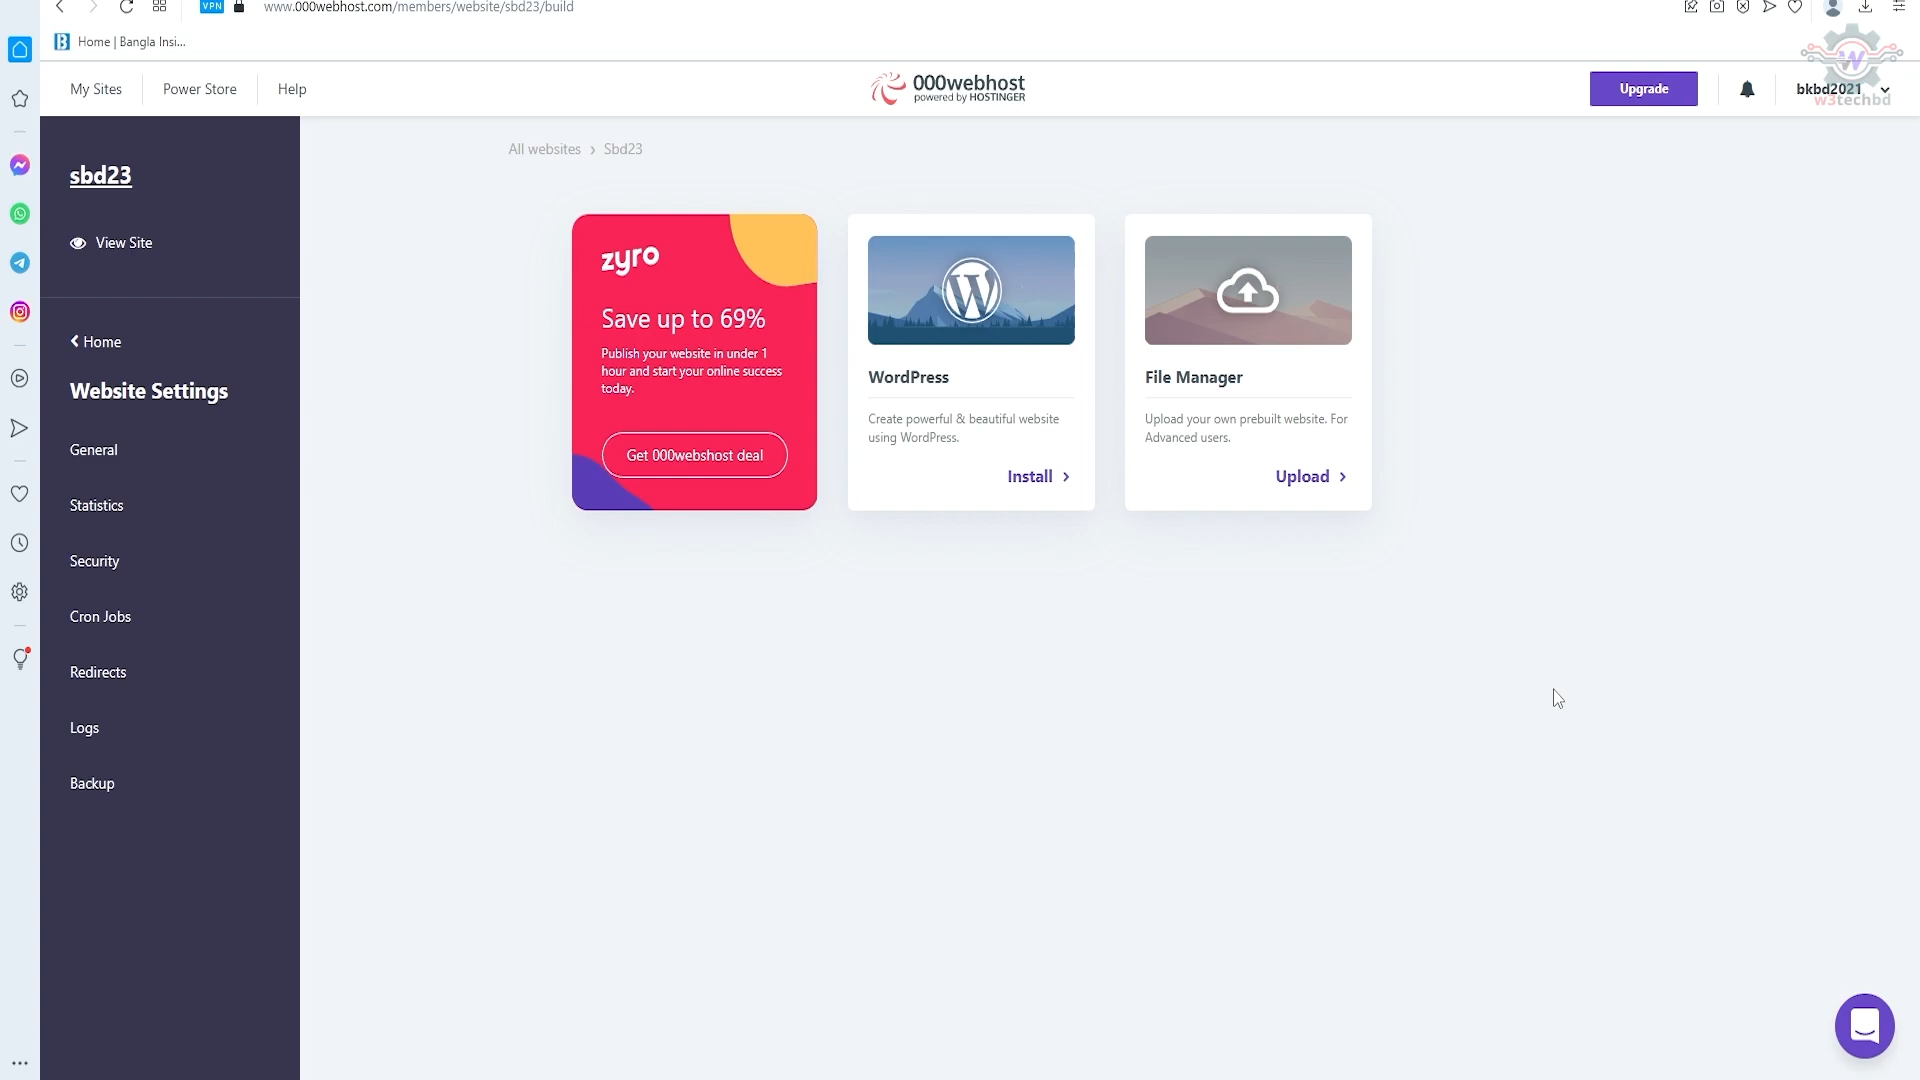 VPN
www.000webhost.com/members/website/sbd23/build
Home | Bangla Insi...
My Sites
Power Store
Help
000webhost
powered by HOSTINGER
Upgrade
bkbd2021
w3techbd
sbd23
View Site
Home
Website Settings
General
Statistics
Security
Cron Jobs
Redirects
Logs
Backup
All websites › Sbd23
zyro
Save up to 69%
Publish your website in under 1
hour and start your online success
today.
Get 000webshost deal
WordPress
Create powerful & beautiful website
using WordPress.
Install
File Manager
Upload your own prebuilt website. For
Advanced users.
Upload